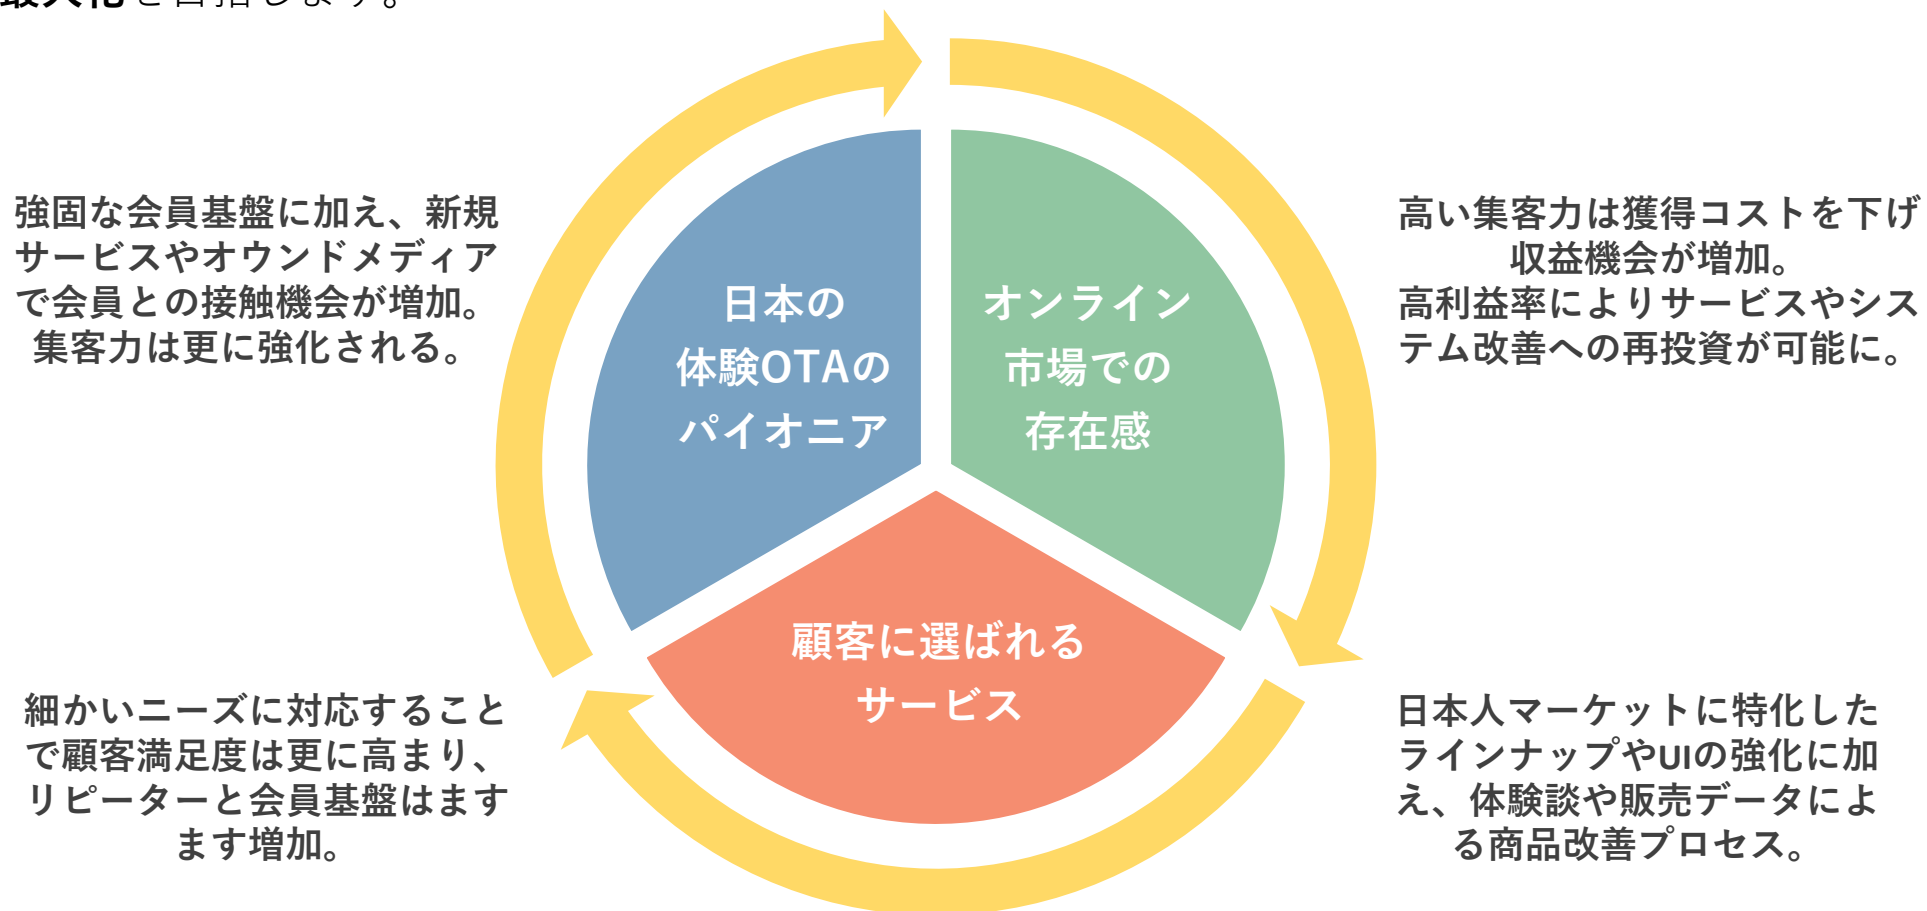 最大化を目指します。
強固な会員基盤に加え、新規
サービスやオウンドメディア
で会員との接触機会が増加。
集客力は更に強化される。
日本の
体験OTAの
パイオニア
オンライン
市場での
存在感
高い集客力は獲得コストを下げ
収益機会が増加。
高利益率によりサービスやシス
テム改善への再投資が可能に。
顧客に選ばれる
サービス
細かいニーズに対応すること
で顧客満足度は更に高まり、
リピーターと会員基盤はます
ます増加。
日本人マーケットに特化した
ラインナップやUIの強化に加
え、体験談や販売データによ
る商品改善プロセス。